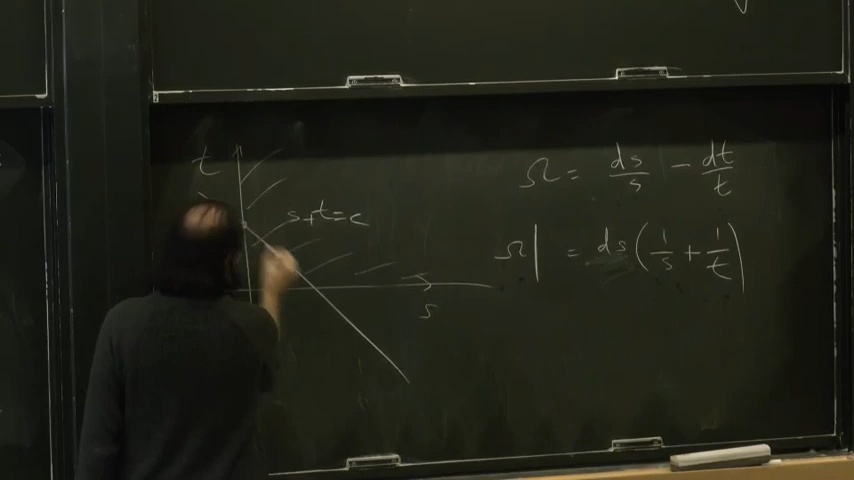 t
s+t=c
s
Ω = ds/s − dt/t
Ω| = ds(1/s + 1/t)